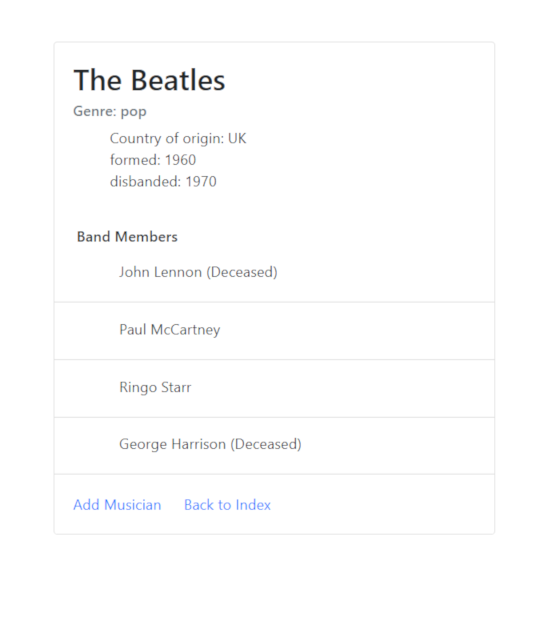 The Beatles
Genre: pop
Country of origin: UK
formed: 1960
disbanded: 1970
Band Members
John Lennon (Deceased)
Paul McCartney
Ringo Starr
George Harrison (Deceased)
Add Musician Back to Index